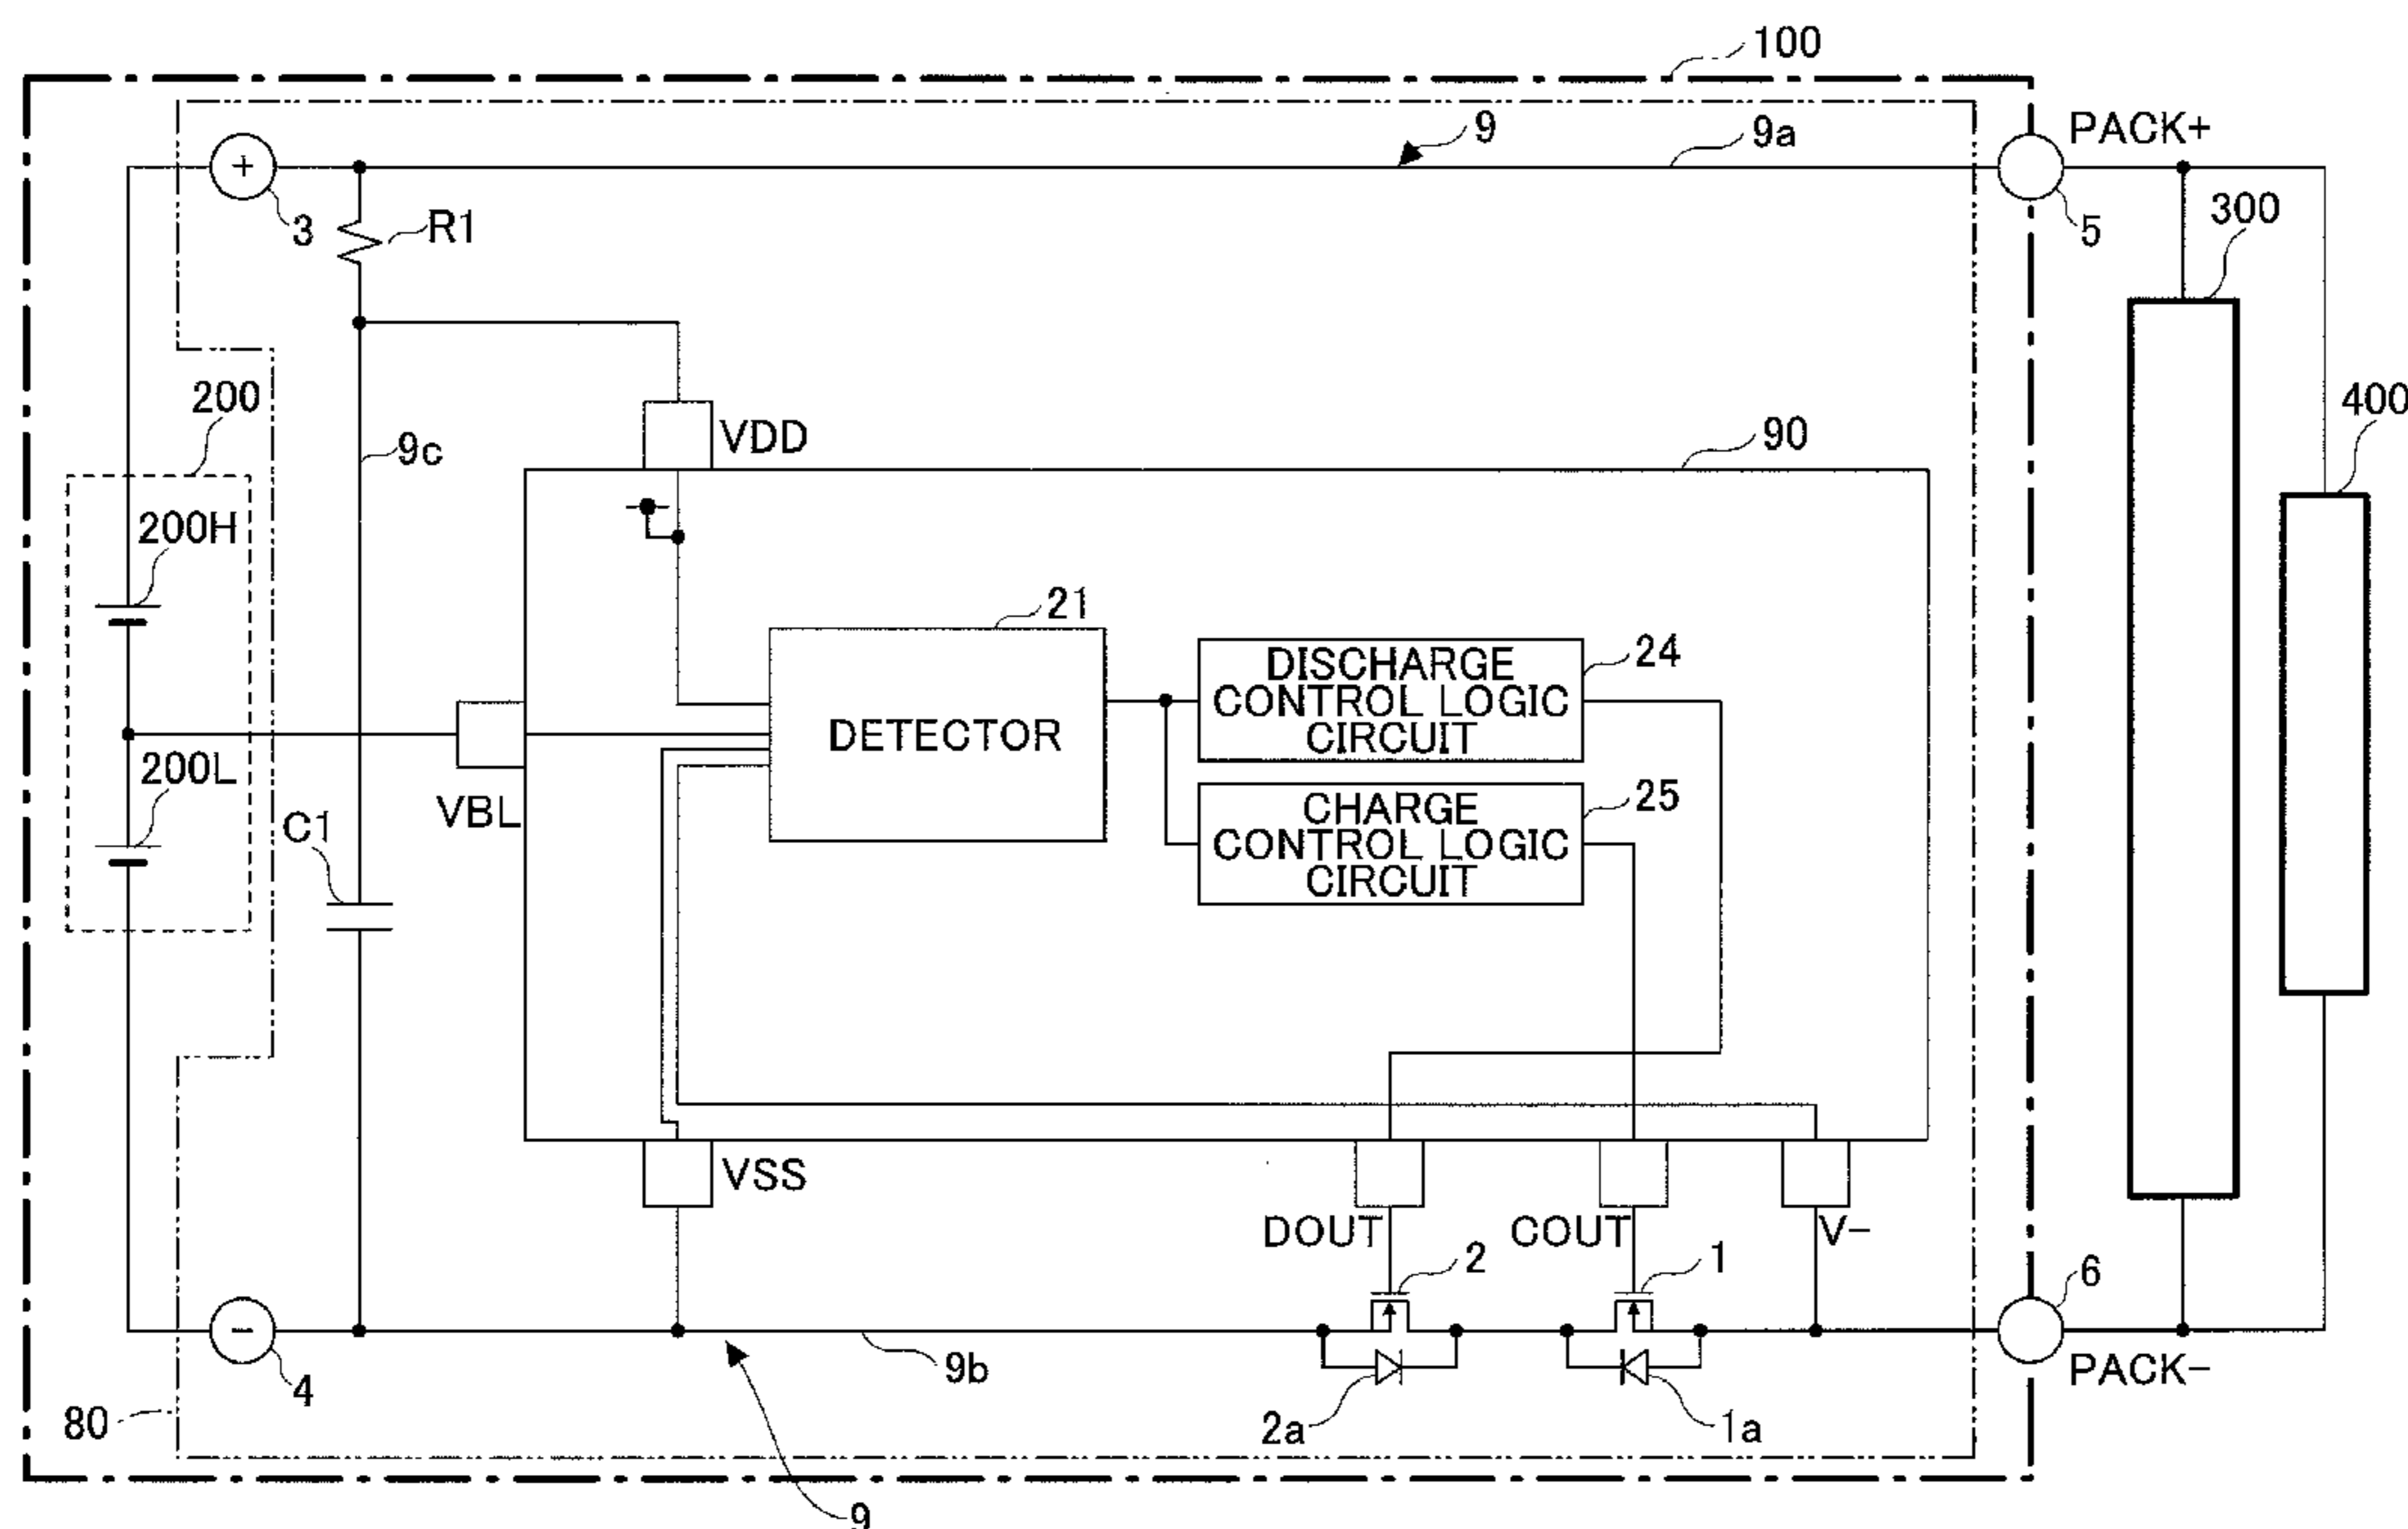 100
PACK+
9
9a
+
3
R1
5
300
200
400
9c
VDD
90
200H
21
DISCHARGE
CONTROL LOGIC
CIRCUIT
24
DETECTOR
200L
VBL
CHARGE
CONTROL LOGIC
CIRCUIT
25
C1
VSS
DOUT
COUT
V-
2
1
6
-
4
9b
PACK-
80
2a
1a
9